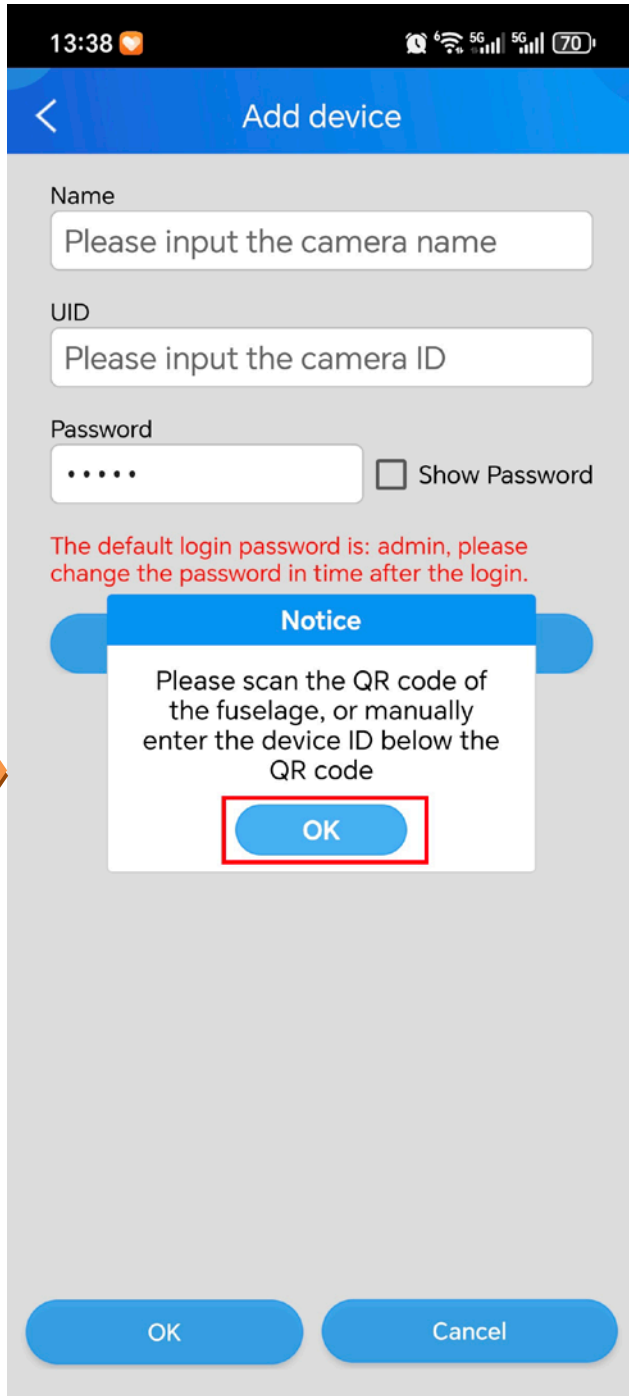 13:38
6 5G 5G 70
Add device
Name
Please input the camera name
UID
Please input the camera ID
Password
•••••
Show Password
The default login password is: admin, please
change the password in time after the login.
Notice
Please scan the QR code of
the fuselage, or manually
enter the device ID below the
QR code
OK
OK
Cancel